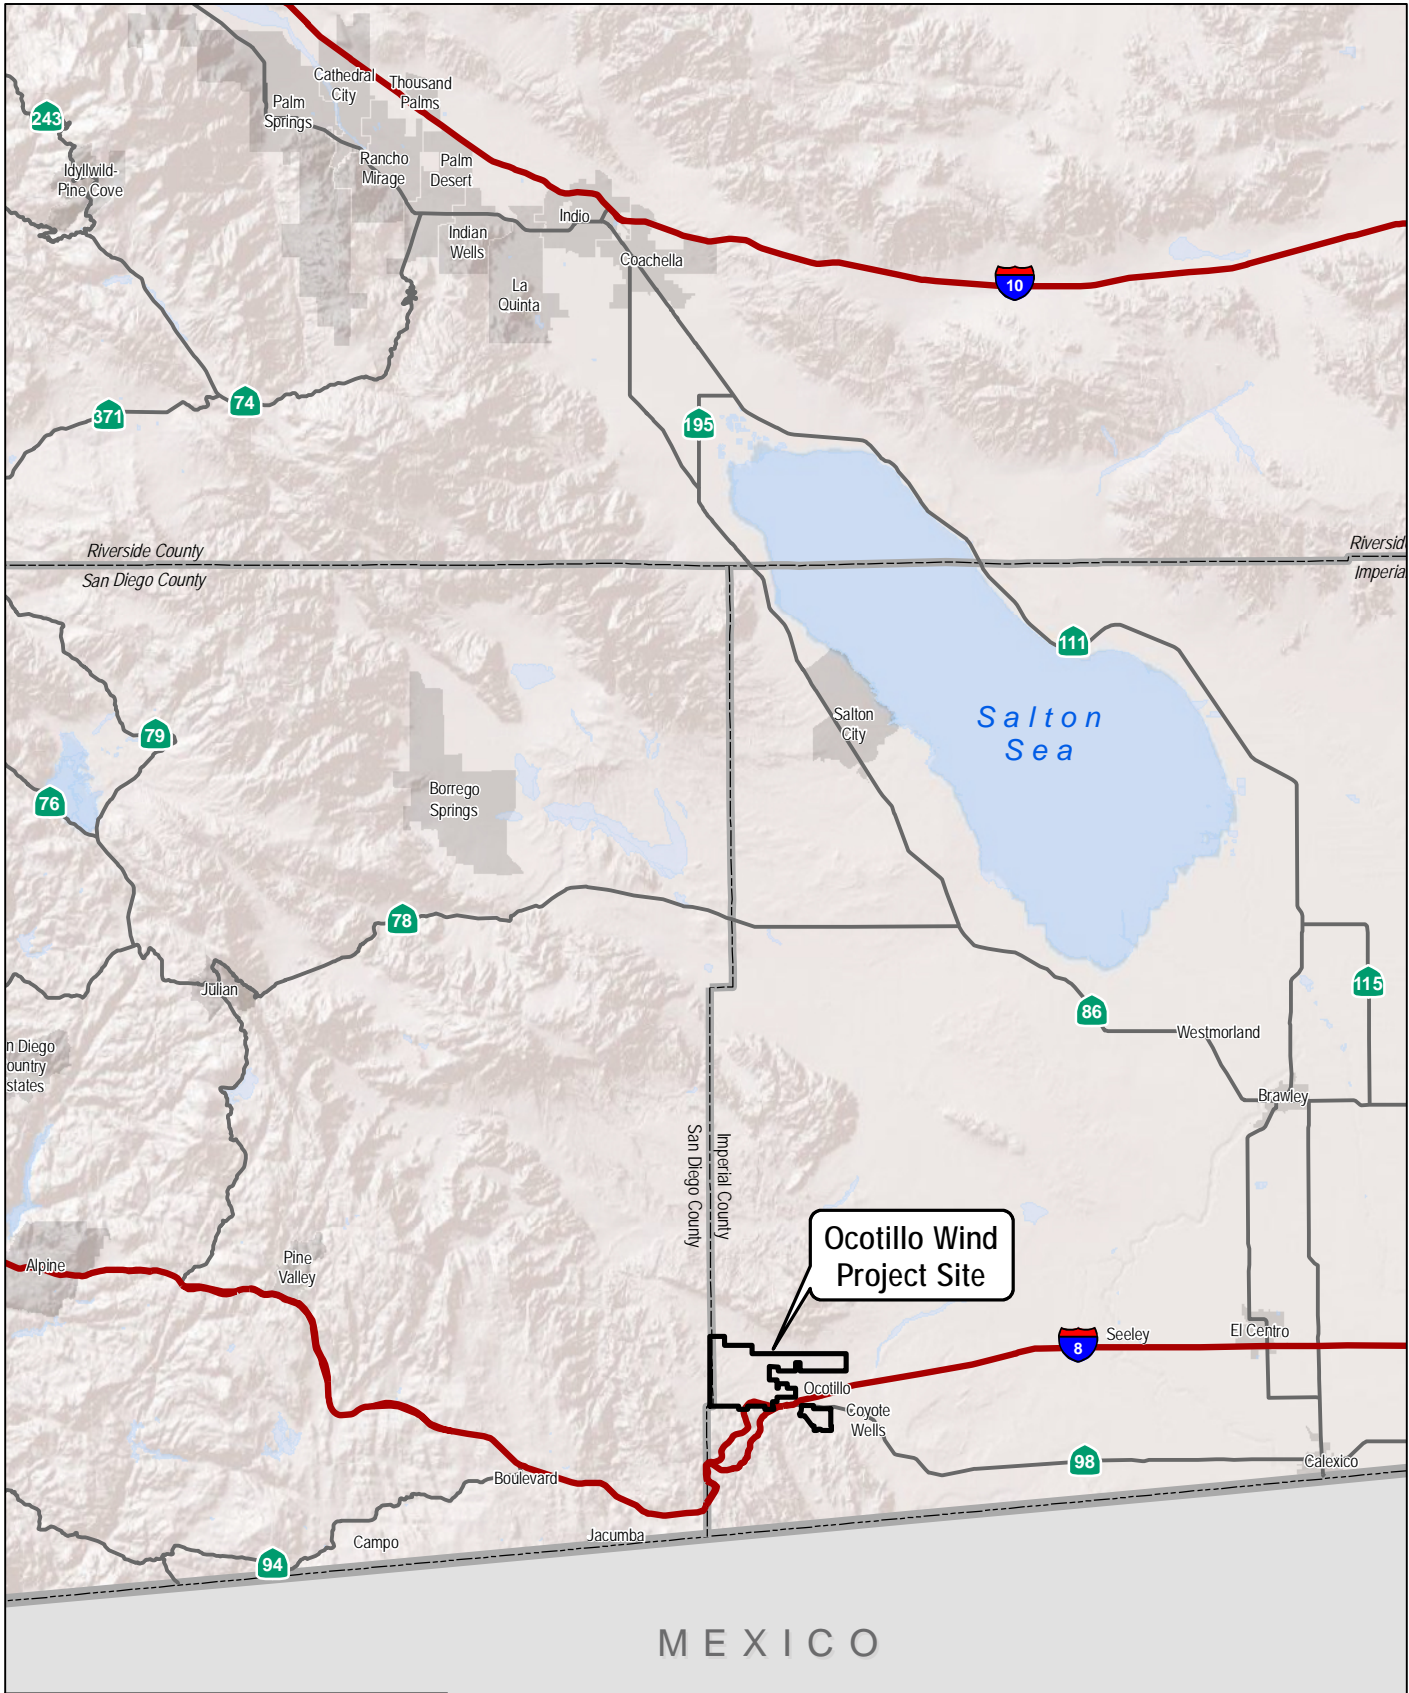 Cathedral
City
Thousand
Palms
Palm
Springs
243
Idyllwild-
Pine Cove
Rancho
Mirage
Palm
Desert
Indio
Indian
Wells
Coachella
La
Quinta
10
74
371
195
Riverside County
San Diego County
Riversid
Imperia
111
Salton
City
Salton
Sea
79
76
Borrego
Springs
78
Julian
115
86
Westmorland
n Diego
ountry
states
Brawley
San Diego County
Imperial County
Ocotillo Wind
Project Site
Alpine
Pine
Valley
8
Seeley
El Centro
Ocotillo
Coyote
Wells
98
Calexico
Boulevard
Jacumba
Campo
94
MEXICO